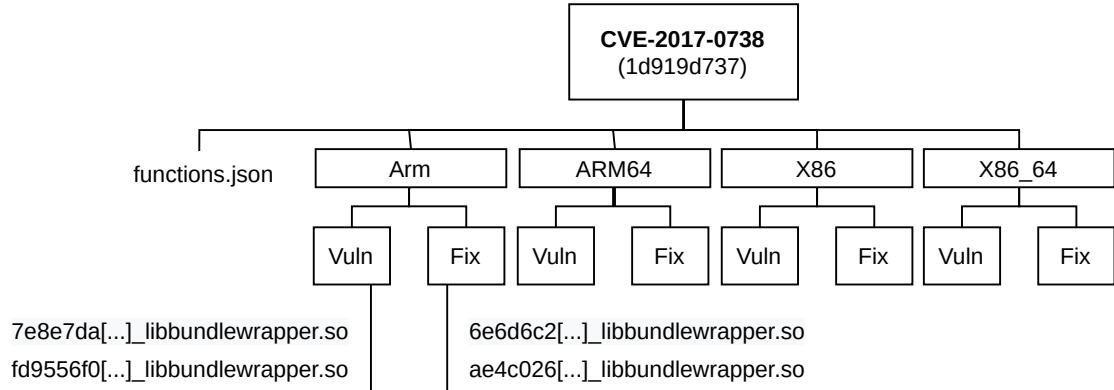 CVE-2017-0738
(1d919d737)
functions.json
Arm
ARM64
X86
X86_64
Vuln
Fix
Vuln
Fix
Vuln
Fix
Vuln
Fix
7e8e7da[...]_libbundlewrapper.so
6e6d6c2[...]_libbundlewrapper.so
fd9556f0[...]_libbundlewrapper.so
ae4c026[...]_libbundlewrapper.so